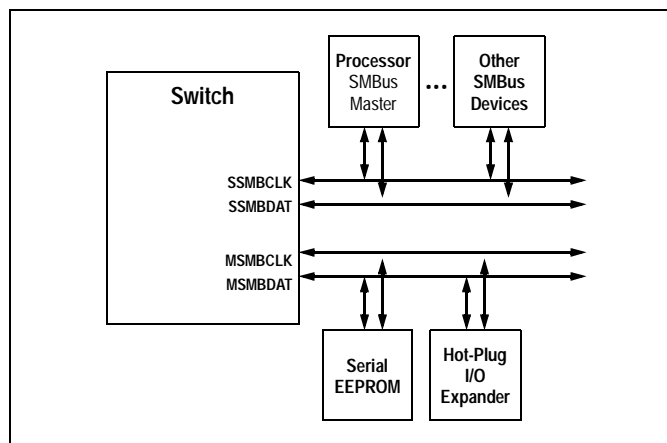 Processor
SMBus
Master
...
Other
SMBus
Devices
Switch
SSMBCLK
SSMBDAT
MSMBCLK
MSMBDAT
Serial
EEPROM
Hot-Plug
I/O
Expander